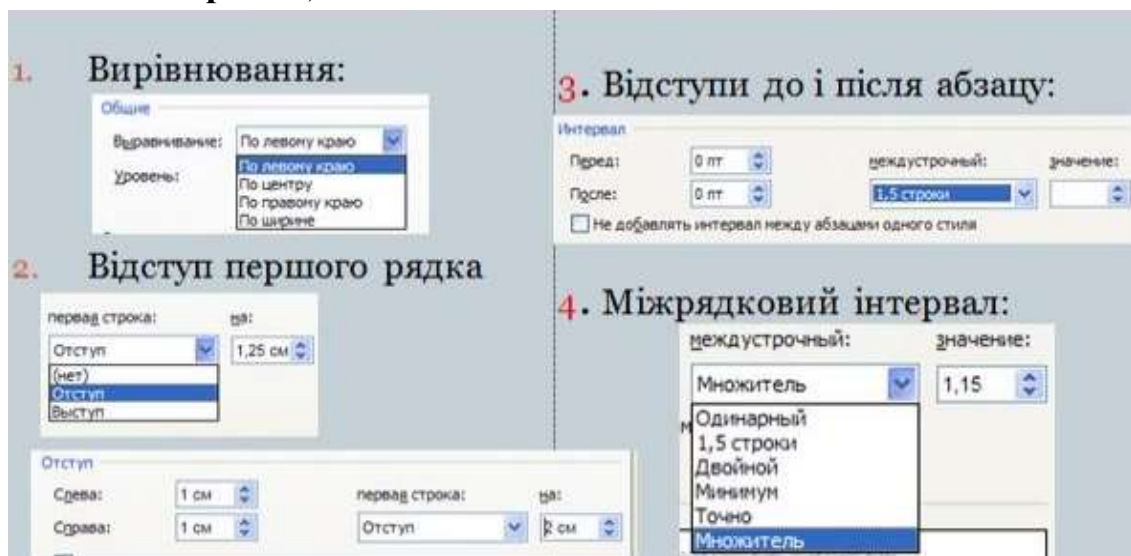 1. Вирівнювання:
Общие
Выравнивание: По левому краю
Уровень: По левому краю
По центру
По правому краю
По ширине
2. Відступ першого рядка
первая строка: на:
Отступ 1,25 см
(нет)
Отступ
Выступ
Отступ
Слева: 1 см первая строка: на:
Справа: 1 см Отступ 2 см
3. Відступи до і після абзацу:
Интервал
Перед: 0 пт междустрочный: значение:
После: 0 пт 1,5 строки
Не добавлять интервал между абзацами одного стиля
4. Міжрядковий інтервал:
междустрочный: значение:
Множитель 1,15
Одинарный
1,5 строки
Двойной
Минимум
Точно
Множитель